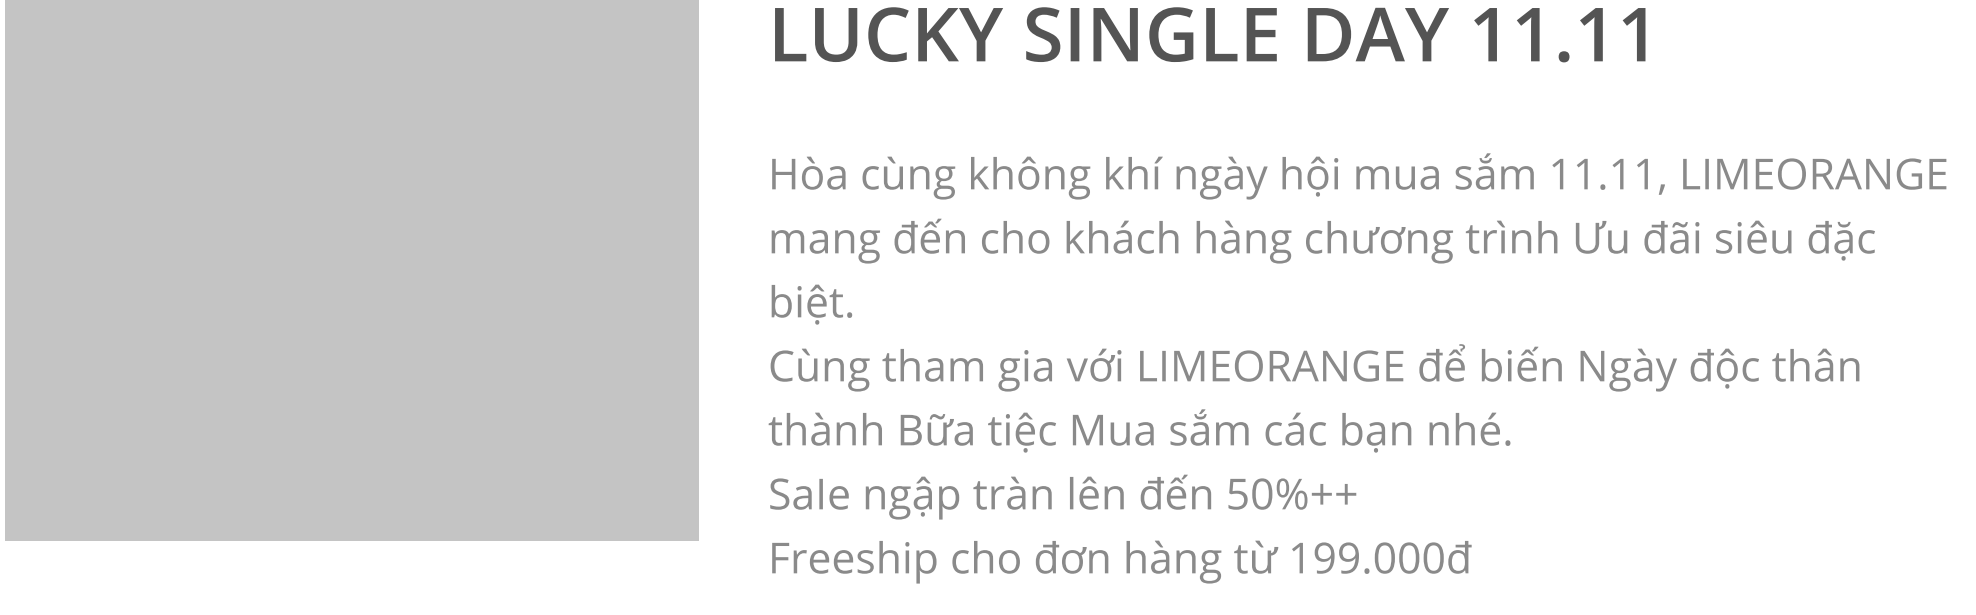 LUCKY SINGLE DAY 11.11
Hòa cùng không khí ngày hội mua sắm 11.11, LIMEORANGE
mang đến cho khách hàng chương trình Ưu đãi siêu đặc
biệt.
Cùng tham gia với LIMEORANGE để biến Ngày độc thân
thành Bữa tiệc Mua sắm các bạn nhé.
Sale ngập tràn lên đến 50%++
Freeship cho đơn hàng từ 199.000đ